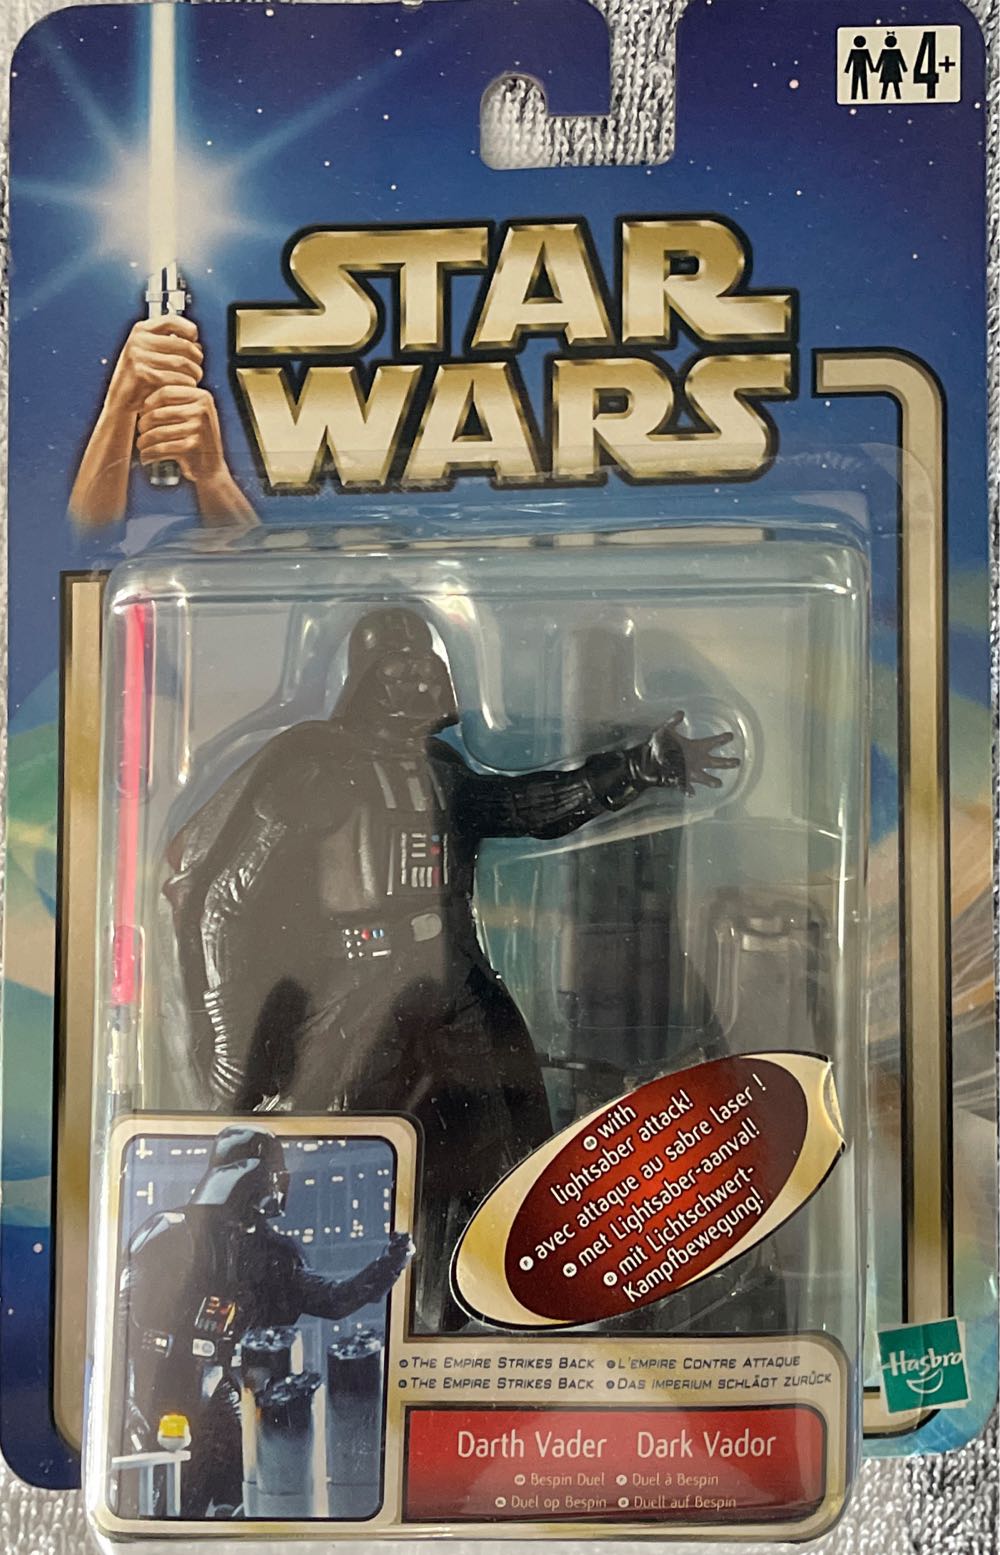 4+
STAR
WARS
with
lightsaber attack!
avec attaque au sabre laser !
met Lightsaber-aanval!
mit Lichtschwert-
Kampfbewegung!
THE EMPIRE STRIKES BACK L'EMPIRE CONTRE ATTAQUE
THE EMPIRE STRIKES BACK DAS IMPERIUM SCHLÄGT ZURÜCK
Hasbro
Darth Vader Dark Vador
Bespin Duel Duel à Bespin
Duel op Bespin Duell auf Bespin